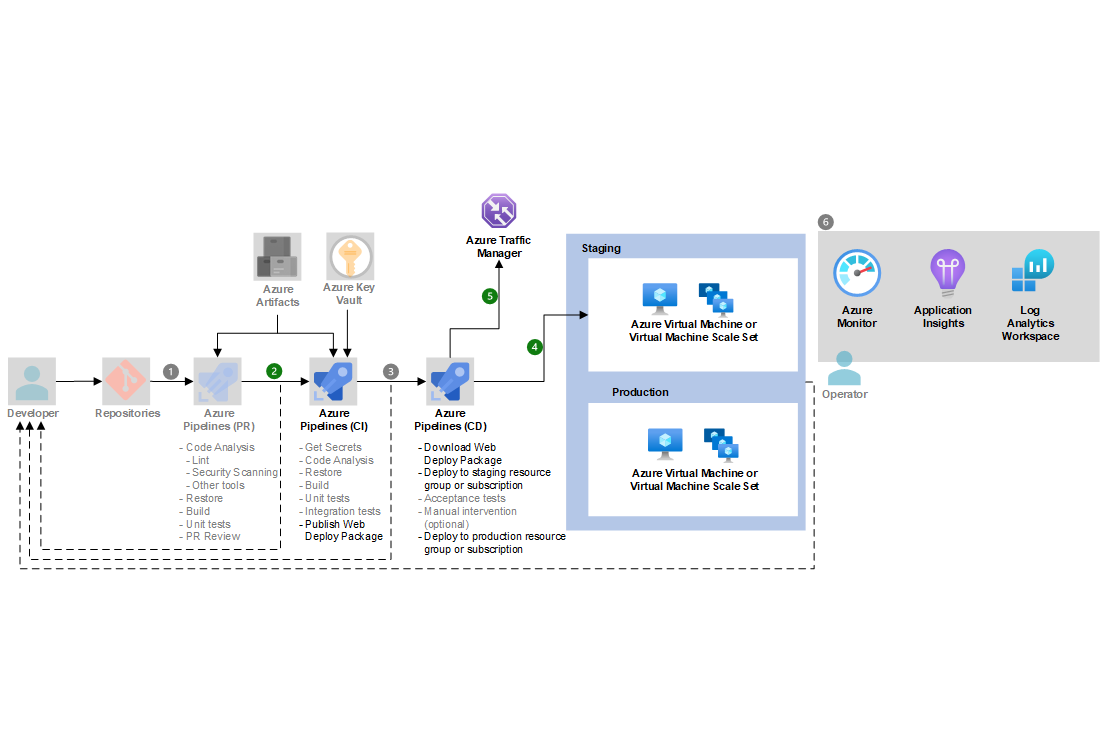 6
Azure Traffic
Manager
Staging
Azure
Artifacts
Azure Key
Vault
5
Azure Virtual Machine or
Virtual Machine Scale Set
Azure
Monitor
Application
Insights
Log
Analytics
Workspace
4
1
2
3
Developer
Repositories
Azure
Pipelines (PR)
Azure
Pipelines (CI)
Azure
Pipelines (CD)
Production
Operator
- Code Analysis
- Lint
- Security Scanning
- Other tools
- Restore
- Build
- Unit tests
- PR Review
- Get Secrets
- Code Analysis
- Restore
- Build
- Unit tests
- Integration tests
- Publish Web
Deploy Package
- Download Web
Deploy Package
- Deploy to staging resource
group or subscription
- Acceptance tests
- Manual intervention
(optional)
- Deploy to production resource
group or subscription
Azure Virtual Machine or
Virtual Machine Scale Set